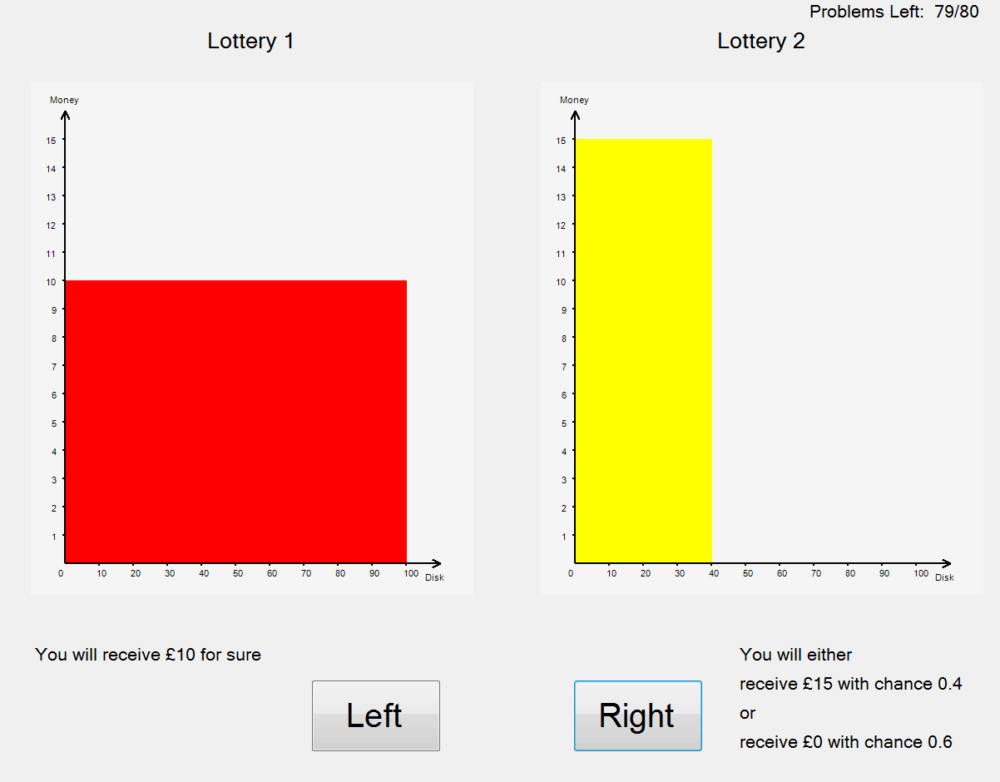 Problems Left: 79/80
Lottery 1
Lottery 2
Money
15
14
13
12
11
10
9
8
7
6
5
4
3
2
1
0 10 20 30 40 50 60 70 80 90 100
Disk
Money
15
14
13
12
11
10
9
8
7
6
5
4
3
2
1
0 10 20 30 40 50 60 70 80 90 100
Disk
You will receive £10 for sure
Left
Right
You will either
receive £15 with chance 0.4
or
receive £0 with chance 0.6